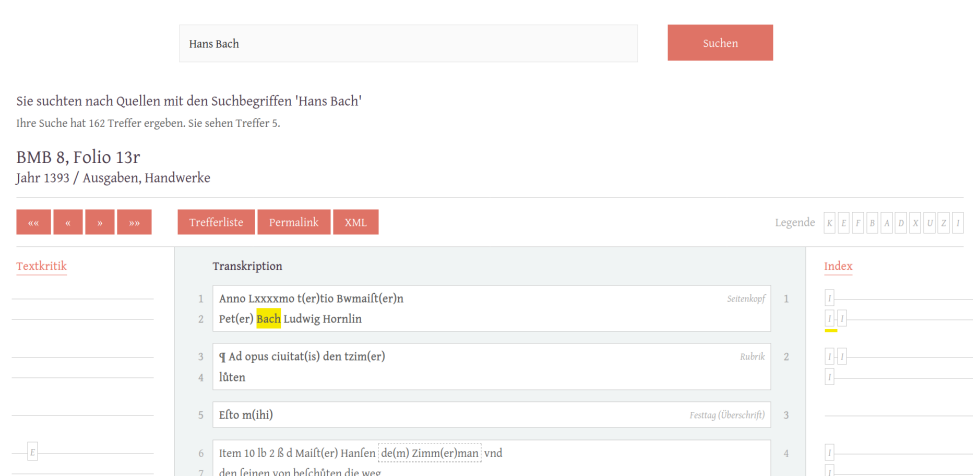 Hans Bach
Suchen
Sie suchten nach Quellen mit den Suchbegriffen 'Hans Bach'
Ihre Suche hat 162 Treffer ergeben. Sie sehen Treffer 5.
BMB 8, Folio 13r
Jahr 1393 / Ausgaben, Handwerke
«« « » »» Trefferliste Permalink XML Legende K E F B A D X U Z I
Textkritik Transkription Index
1 Anno Lxxxxmo t(er)tio Bwmaiſt(er)n Seitenkopf 1 I
2 Pet(er) Bach Ludwig Hornlin I I
3 ¶ Ad opus ciuitat(is) den tzim(er) Rubrik 2 I I
4 lúten I
5 Eſto m(ihi) Festtag (Überschrift) 3
E 6 Item 10 lb 2 ß d Maiſt(er) Hanſen de(m) Zimm(er)man vnd 4 I
7 den ſeinen von beſchúten die weg I